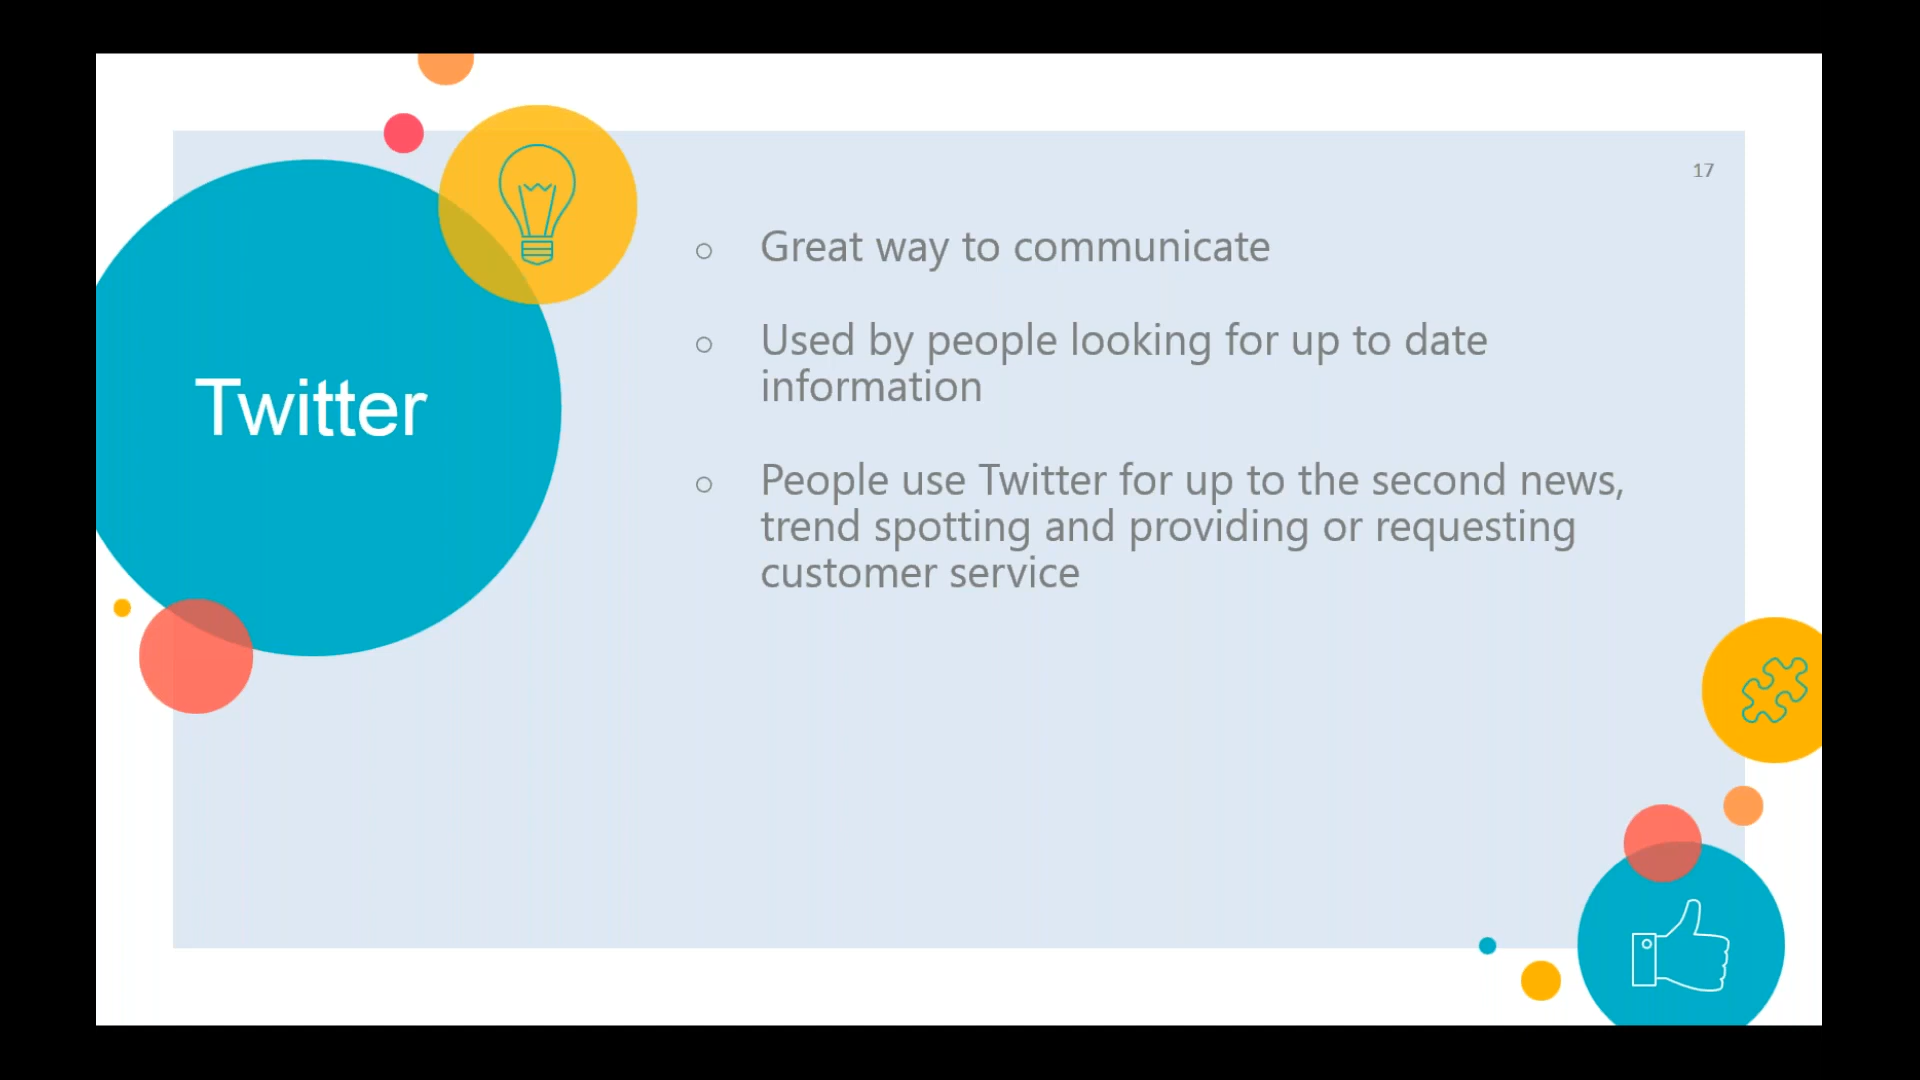 17
Twitter
○ Great way to communicate
○ Used by people looking for up to date
information
○ People use Twitter for up to the second news,
trend spotting and providing or requesting
customer service